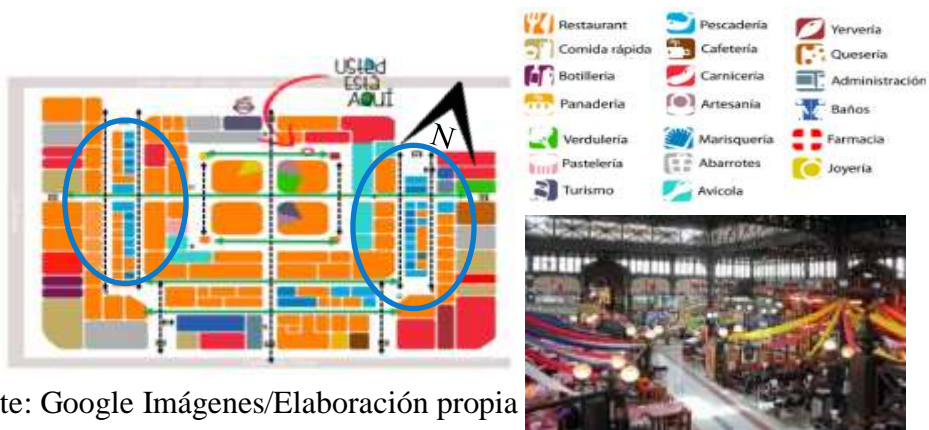 Restaurant
Comida rápida
Botillería
Panadería
Verdulería
Pastelería
Turismo
Pescadería
Cafetería
Carnicería
Artesanía
Marisquería
Abarrotes
Avícola
Yervería
Quesería
Administración
Baños
Farmacia
Joyería
USted
Está
AQUÍ
N
te: Google Imágenes/Elaboración propia